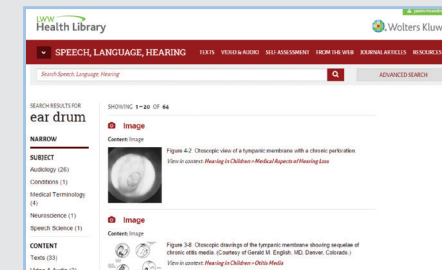 LWW
Health Library
Wolters Kluw
SPEECH, LANGUAGE, HEARING
TEXTS VIDEO & AUDIO SELF-ASSESSMENT FROM THE WEB JOURNAL ARTICLES RESOURCES
Search Speech, Language, Hearing
ADVANCED SEARCH
SEARCH RESULTS FOR
ear drum
SHOWING 1–20 OF 64
NARROW
SUBJECT
Audiology (26)
Conditions (1)
Medical Terminology
(4)
Neuroscience (1)
Speech Science (1)
CONTENT
Texts (33)
Video & Audio (3)
Image
Content: Image
Figure 4-2. Otoscopic view of a tympanic membrane with a chronic perforation.
View in context: Hearing in Children > Medical Aspects of Hearing Loss
Image
Content: Image
Figure 3-8. Otoscopic drawings of the tympanic membrane showing sequelae of
chronic otitis media. (Courtesy of Gerald M. English, MD, Denver, Colorado.)
View in context: Hearing in Children > Otitis Media